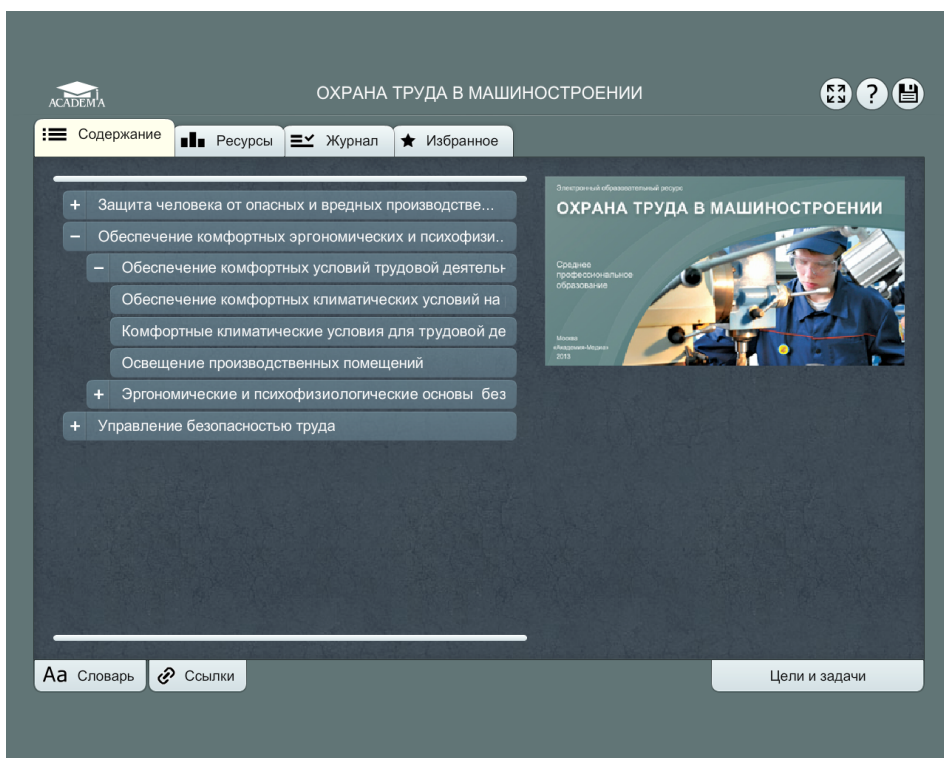 ACADEM'A
ОХРАНА ТРУДА В МАШИНОСТРОЕНИИ
Содержание
Ресурсы
Журнал
Избранное
Защита человека от опасных и вредных производстве...
Обеспечение комфортных эргономических и психофизи..
Обеспечение комфортных условий трудовой деятельн
Обеспечение комфортных климатических условий на
Комфортные климатические условия для трудовой де
Освещение производственных помещений
Эргономические и психофизиологические основы без
Управление безопасностью труда
Электронный образовательный ресурс
ОХРАНА ТРУДА В МАШИНОСТРОЕНИИ
Среднее
профессиональное
образование
Москва
«Академия-Медиа»
2013
Aa Словарь
Ссылки
Цели и задачи